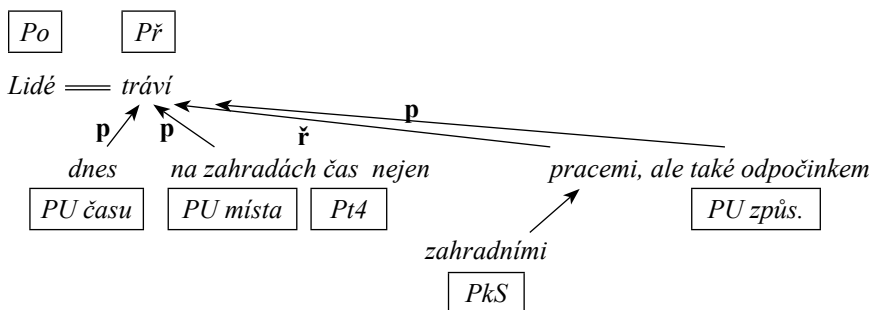 Po Př
Lidé tráví
p p ř p
dnes na zahradách čas nejen pracemi, ale také odpočinkem
PU času PU místa Pt4 PU způs.
zahradními
PkS